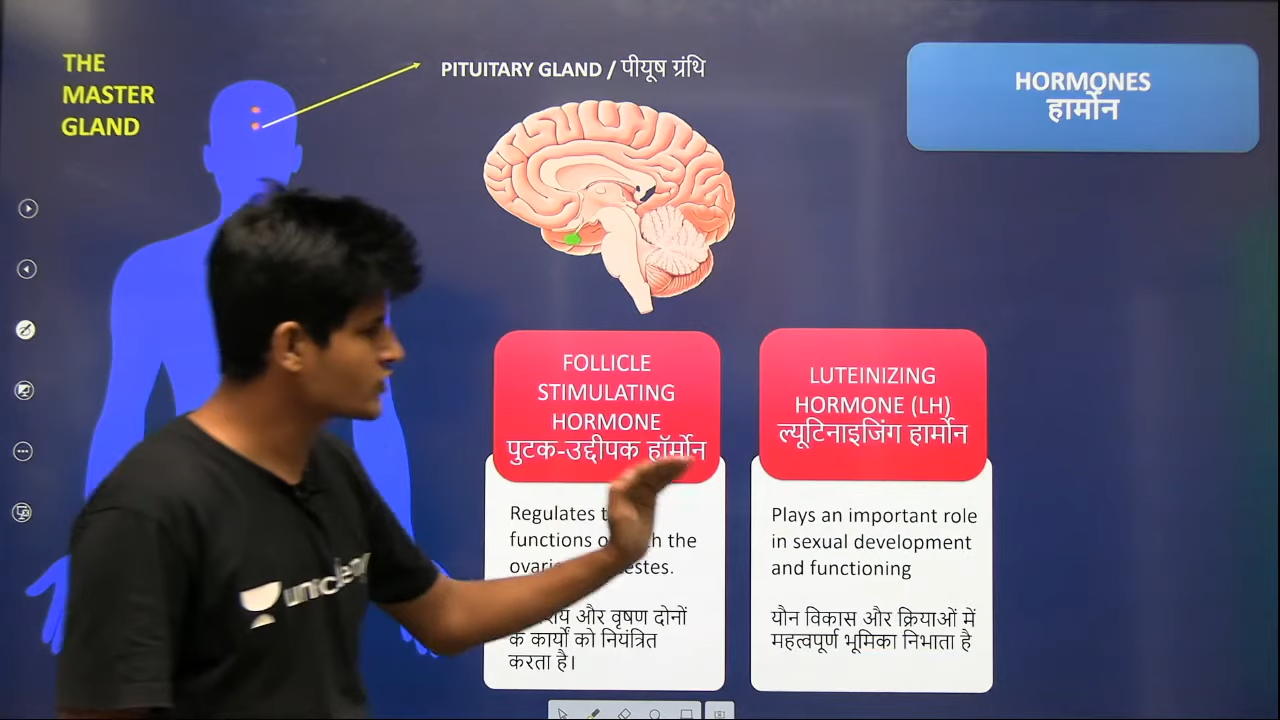 THE
MASTER
GLAND
PITUITARY GLAND / पीयूष ग्रंथि
HORMONES
हार्मोन
FOLLICLE
STIMULATING
HORMONE
पुटक-उद्दीपक हॉर्मोन
Regulates
functions the
LUTEINIZING
HORMONE (LH)
ल्यूटिनाइजिंग हार्मोन
Plays an important role
in sexual development
and functioning
यौन विकास और क्रियाओं में
महत्वपूर्ण भूमिका निभाता है
और वृषण दोनों
के कार्यों को नियंत्रित
करता है।